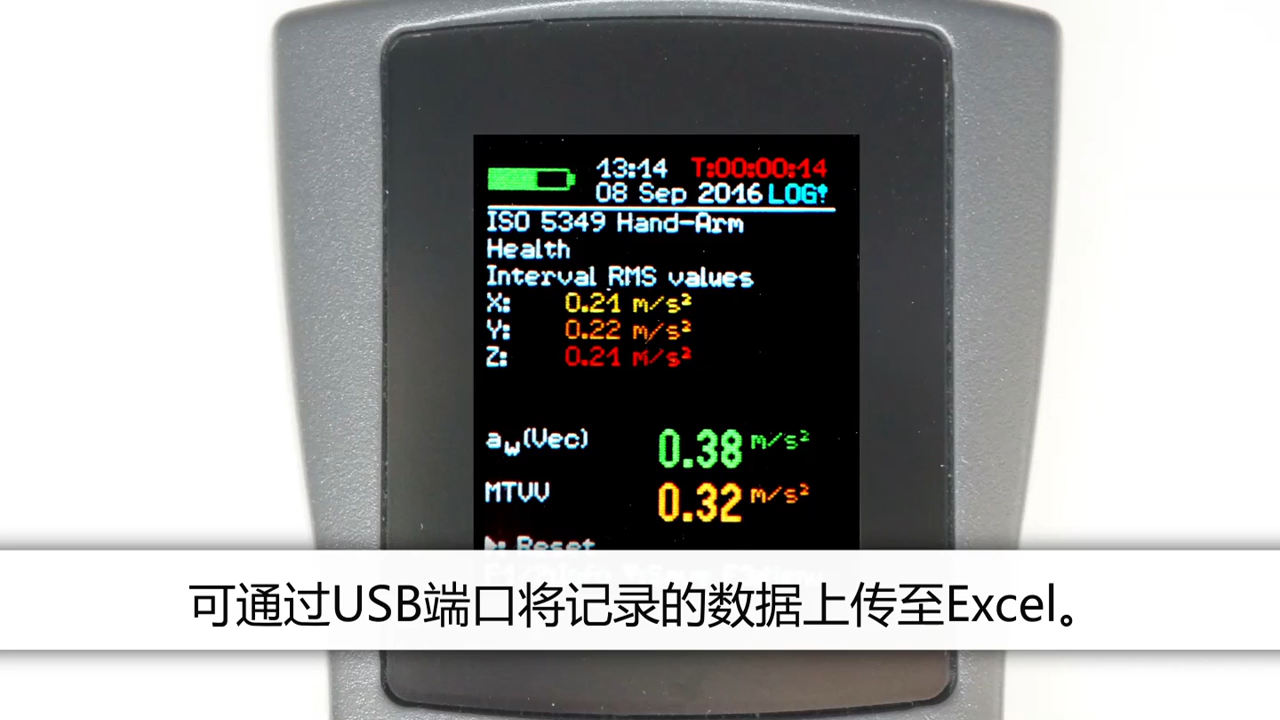 13:14 T:00:00:14
08 Sep 2016 LOG!
ISO 5349 Hand-Arm
Health
Interval RMS values
X: 0.21 m/s²
Y: 0.22 m/s²
Z: 0.21 m/s²
aw(Vec) 0.38 m/s²
MTVV 0.32 m/s²
: Reset
可通过USB端口将记录的数据上传至Excel。